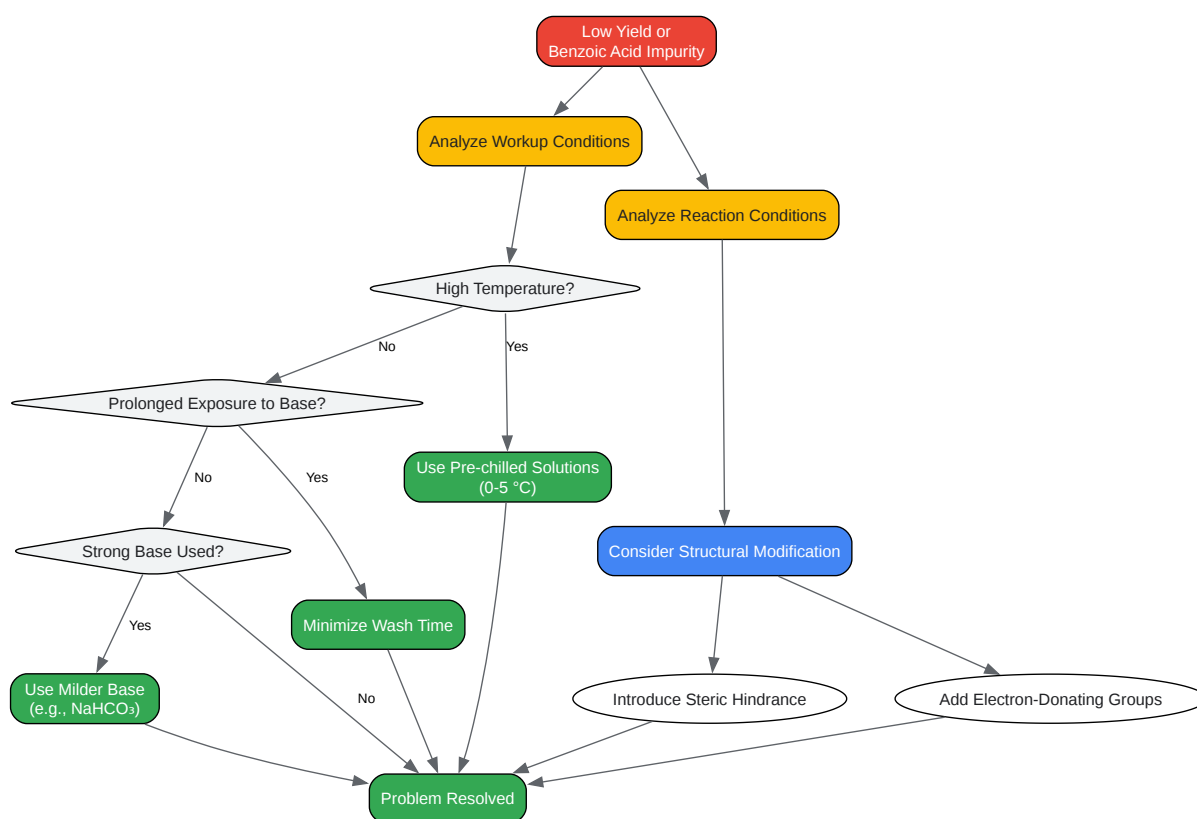 Low Yield or
Benzoic Acid Impurity
Analyze Workup Conditions
Analyze Reaction Conditions
High Temperature?
No
Yes
Prolonged Exposure to Base?
Use Pre-chilled Solutions
(0-5 °C)
No
Yes
Strong Base Used?
Consider Structural Modification
Yes
Minimize Wash Time
Use Milder Base
(e.g., NaHCO₃)
No
Introduce Steric Hindrance
Add Electron-Donating Groups
Problem Resolved